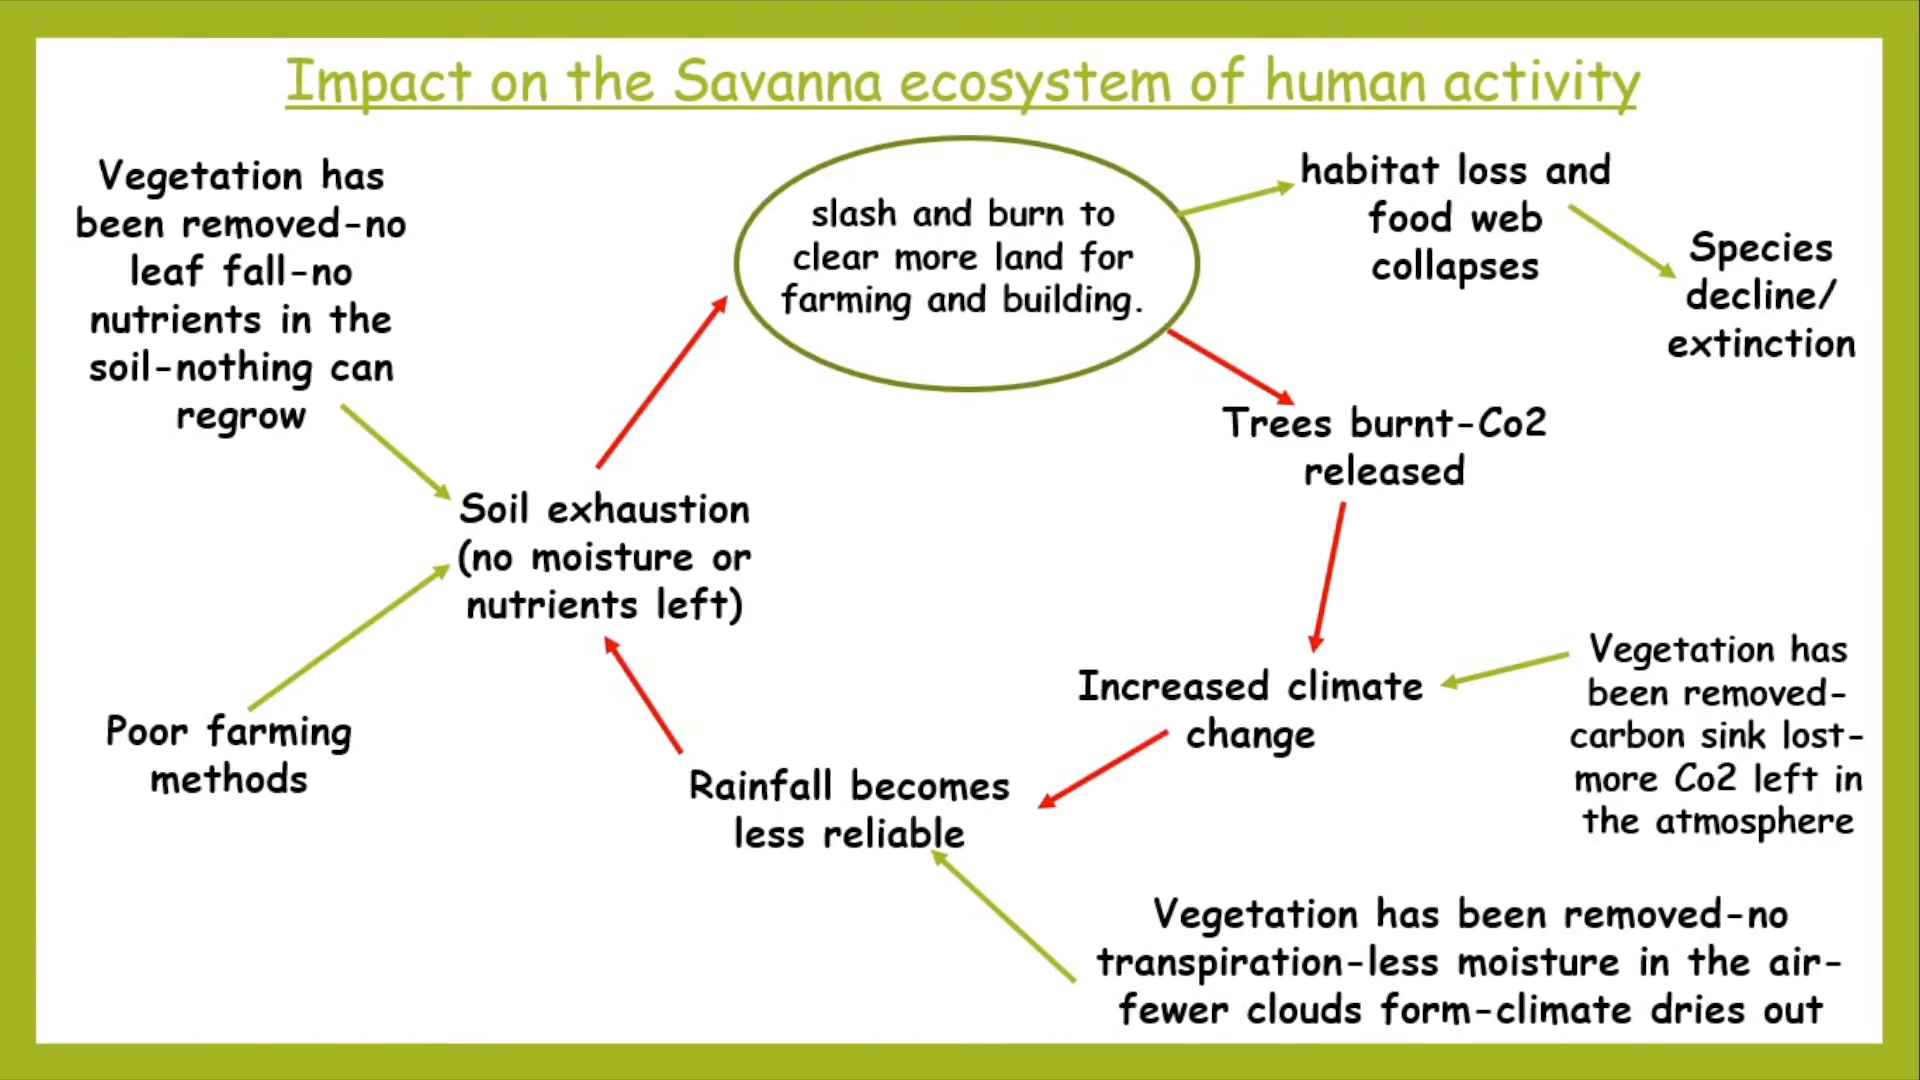 Impact on the Savanna ecosystem of human activity
Vegetation has
been removed-no
leaf fall-no
nutrients in the
soil-nothing can
regrow
slash and burn to
clear more land for
farming and building.
habitat loss and
food web
collapses
Species
decline/
extinction
Trees burnt-Co2
released
Soil exhaustion
(no moisture or
nutrients left)
Increased climate
change
Vegetation has
been removed-
carbon sink lost-
more Co2 left in
the atmosphere
Poor farming
methods
Rainfall becomes
less reliable
Vegetation has been removed-no
transpiration-less moisture in the air-
fewer clouds form-climate dries out